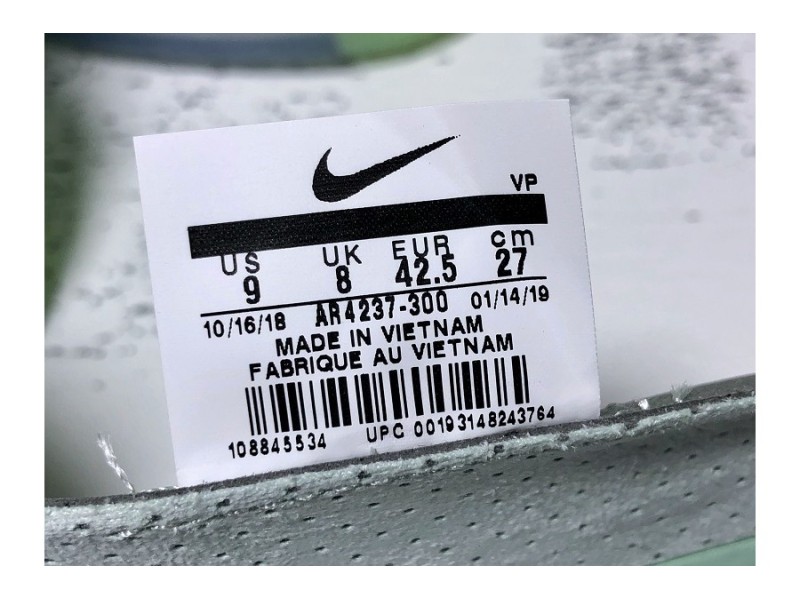 VP
US UK EUR cm
9 8 42.5 27
10/16/18 AR4237-300 01/14/19
MADE IN VIETNAM
FABRIQUE AU VIETNAM
108845534 UPC 00193148243764